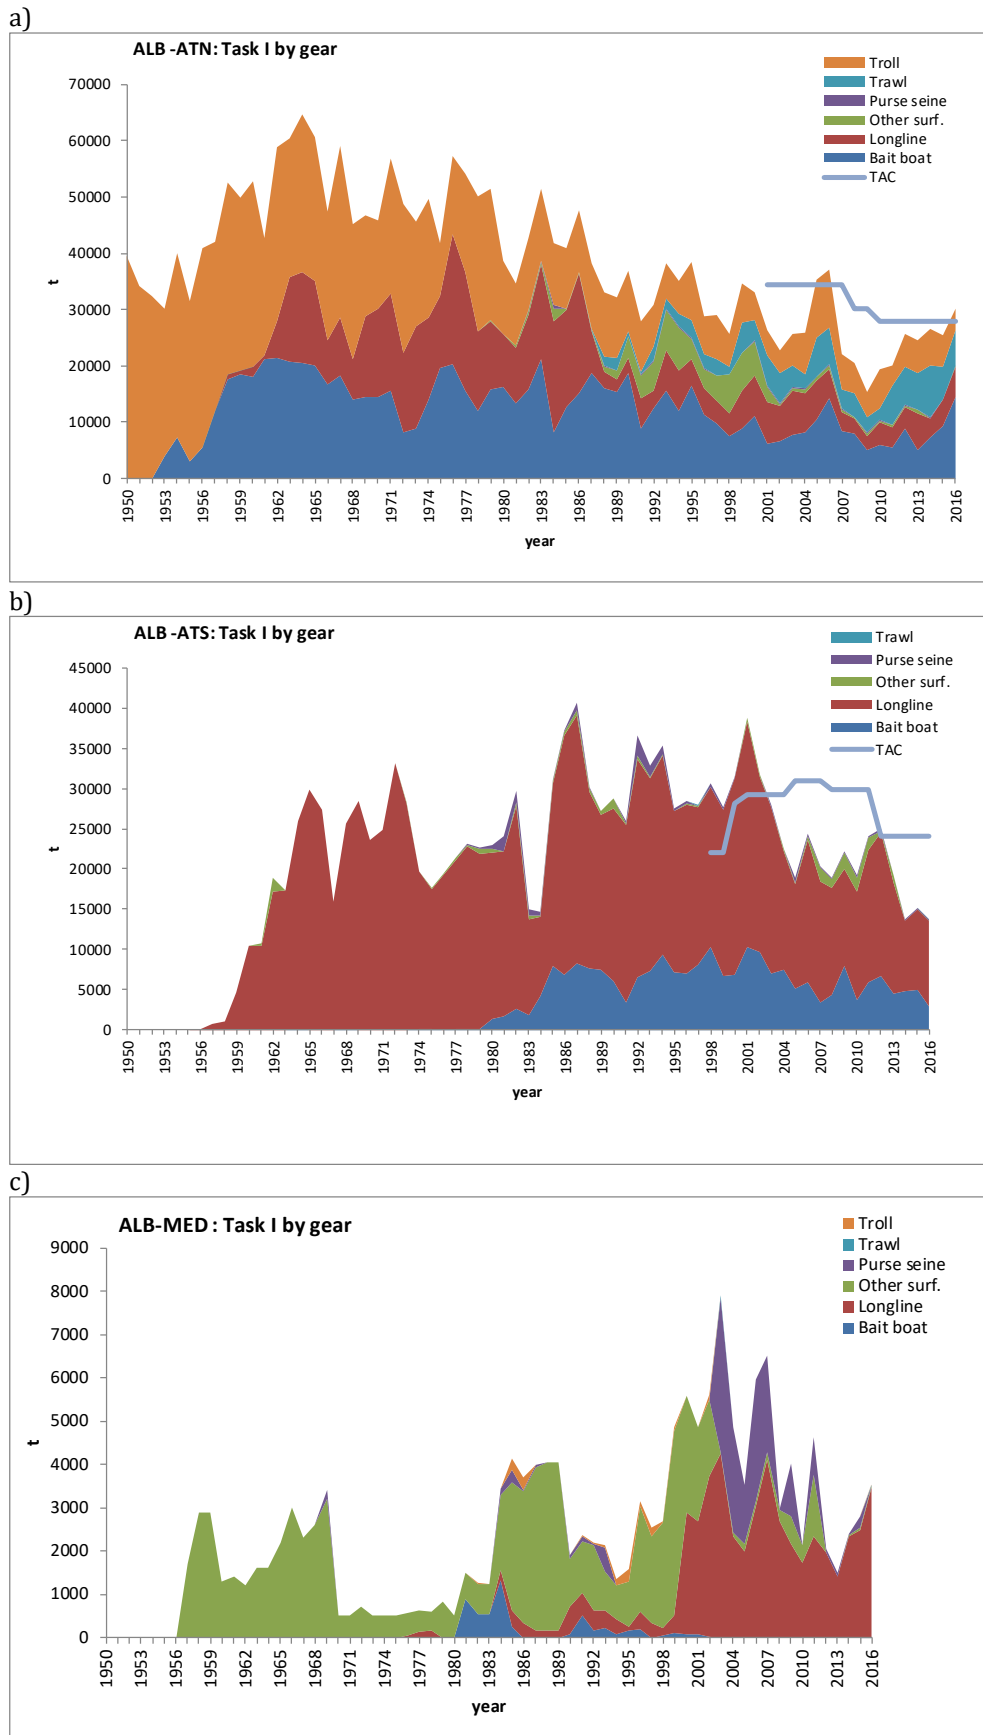 a)
ALB -ATN: Task I by gear
Troll
Trawl
Purse seine
Other surf.
Longline
Bait boat
TAC
70000
60000
50000
40000
30000
20000
10000
0
t
1950 1953 1956 1959 1962 1965 1968 1971 1974 1977 1980 1983 1986 1989 1992 1995 1998 2001 2004 2007 2010 2013 2016
year
b)
ALB -ATS: Task I by gear
Trawl
Purse seine
Other surf.
Longline
Bait boat
TAC
45000
40000
35000
30000
25000
20000
15000
10000
5000
0
t
1950 1953 1956 1959 1962 1965 1968 1971 1974 1977 1980 1983 1986 1989 1992 1995 1998 2001 2004 2007 2010 2013 2016
year
c)
ALB-MED : Task I by gear
Troll
Trawl
Purse seine
Other surf.
Longline
Bait boat
9000
8000
7000
6000
5000
4000
3000
2000
1000
0
t
1950 1953 1956 1959 1962 1965 1968 1971 1974 1977 1980 1983 1986 1989 1992 1995 1998 2001 2004 2007 2010 2013 2016
year